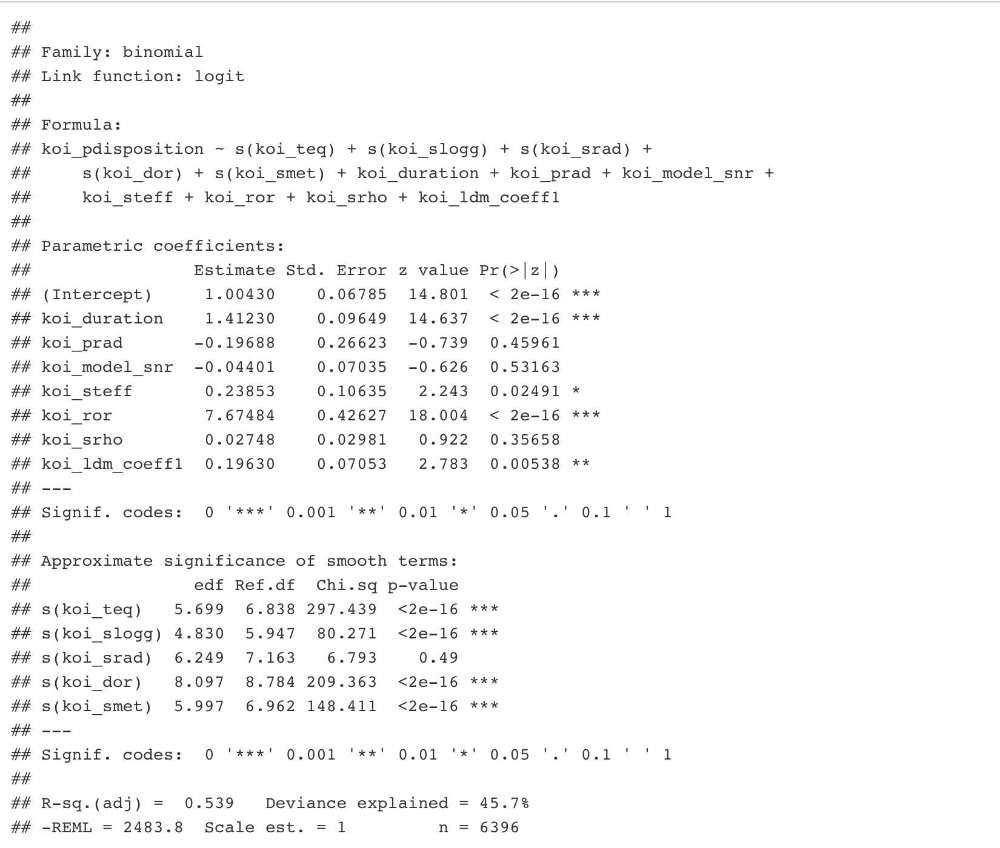 ##
## Family: binomial
## Link function: logit
##
## Formula:
## koi_pdisposition ~ s(koi_teq) + s(koi_slogg) + s(koi_srad) +
##     s(koi_dor) + s(koi_smet) + koi_duration + koi_prad + koi_model_snr +
##     koi_steff + koi_ror + koi_srho + koi_ldm_coeff1
##
## Parametric coefficients:
##                Estimate Std. Error z value Pr(>|z|)
## (Intercept)     1.00430    0.06785  14.801  < 2e-16 ***
## koi_duration    1.41230    0.09649  14.637  < 2e-16 ***
## koi_prad       -0.19688    0.26623  -0.739  0.45961
## koi_model_snr  -0.04401    0.07035  -0.626  0.53163
## koi_steff       0.23853    0.10635   2.243  0.02491 *
## koi_ror         7.67484    0.42627  18.004  < 2e-16 ***
## koi_srho        0.02748    0.02981   0.922  0.35658
## koi_ldm_coeff1  0.19630    0.07053   2.783  0.00538 **
## ---
## Signif. codes:  0 '***' 0.001 '**' 0.01 '*' 0.05 '.' 0.1 ' ' 1
##
## Approximate significance of smooth terms:
##                edf Ref.df  Chi.sq p-value
## s(koi_teq)   5.699  6.838 297.439  <2e-16 ***
## s(koi_slogg) 4.830  5.947  80.271  <2e-16 ***
## s(koi_srad)  6.249  7.163   6.793    0.49
## s(koi_dor)   8.097  8.784 209.363  <2e-16 ***
## s(koi_smet)  5.997  6.962 148.411  <2e-16 ***
## ---
## Signif. codes:  0 '***' 0.001 '**' 0.01 '*' 0.05 '.' 0.1 ' ' 1
##
## R-sq.(adj) =  0.539   Deviance explained = 45.7%
## -REML = 2483.8  Scale est. = 1         n = 6396